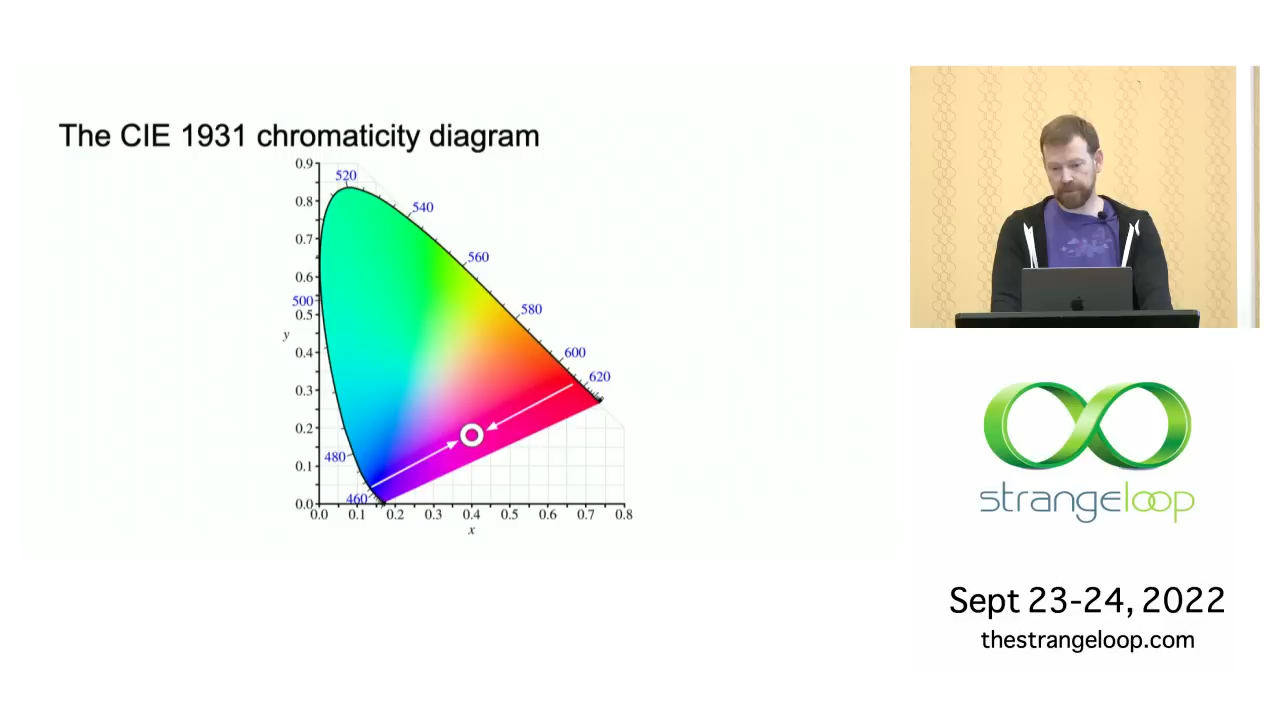 The CIE 1931 chromaticity diagram
0.9
520
0.8
540
0.7
560
0.6
500
580
0.5
y
0.4
600
620
0.3
0.2
480
0.1
460
0.0
0.0 0.1 0.2 0.3 0.4 0.5 0.6 0.7 0.8
x
strangeloop
Sept 23-24, 2022
thestrangeloop.com